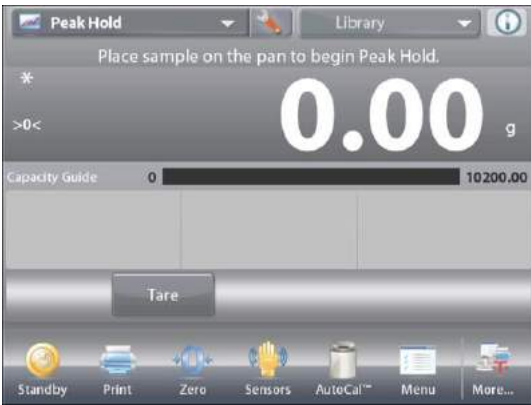 Peak Hold Library
Place sample on the pan to begin Peak Hold.
*
>0< 0.00 g
Capacity Guide 0 10200.00
Tare
Standby Print Zero Sensors AutoCal™ Menu More...